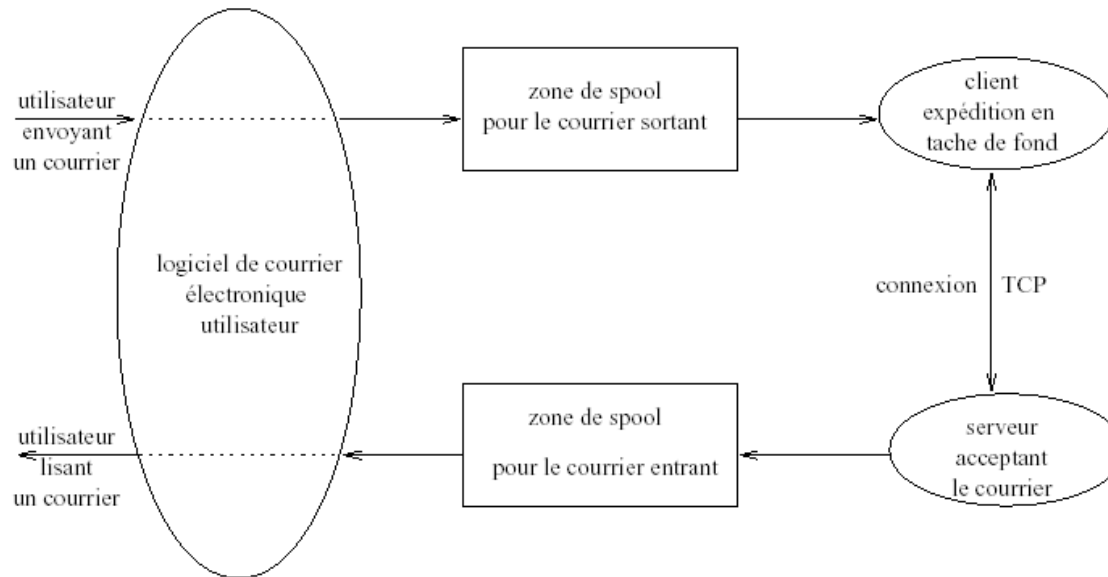 utilisateur
envoyant
un courrier
zone de spool
pour le courrier sortant
client
expédition en
tache de fond
logiciel de courrier
électronique
utilisateur
connexion TCP
utilisateur
lisant
un courrier
zone de spool
pour le courrier entrant
serveur
acceptant
le courrier